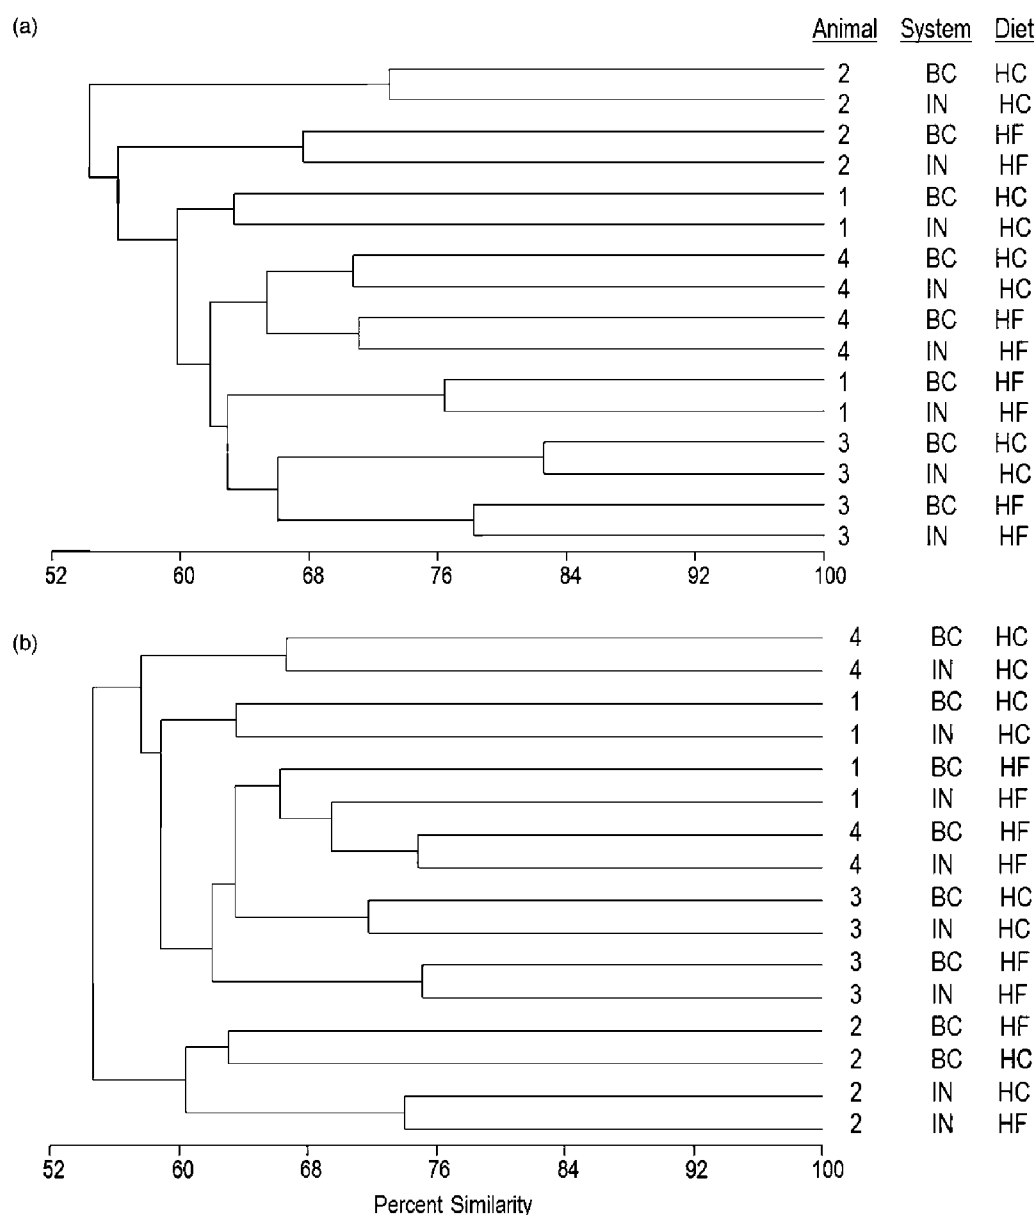 (a) Animal System Diet
2 BC HC
2 IN HC
2 BC HF
2 IN HF
1 BC HC
1 IN HC
4 BC HC
4 IN HC
4 BC HF
4 IN HF
1 BC HF
1 IN HF
3 BC HC
3 IN HC
3 BC HF
3 IN HF
52 60 68 76 84 92 100
(b) 4 BC HC
4 IN HC
1 BC HC
1 IN HC
1 BC HF
1 IN HF
4 BC HF
4 IN HF
3 BC HC
3 IN HC
3 BC HF
3 IN HF
2 BC HF
2 BC HC
2 IN HC
2 IN HF
52 60 68 76 84 92 100
Percent Similarity